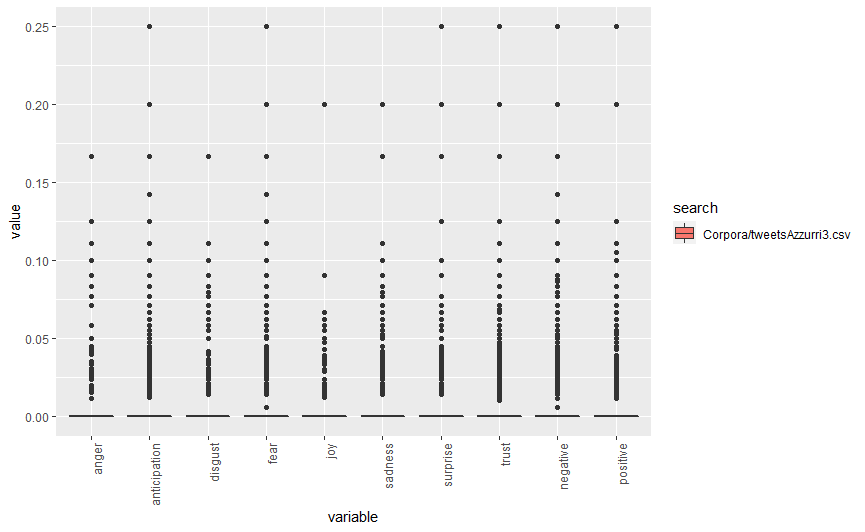 0.25
0.20
0.15
0.10
0.05
0.00
value
anger
anticipation
disgust
fear
joy
sadness
surprise
trust
negative
positive
variable
search
Corpora/tweetsAzzurri3.csv